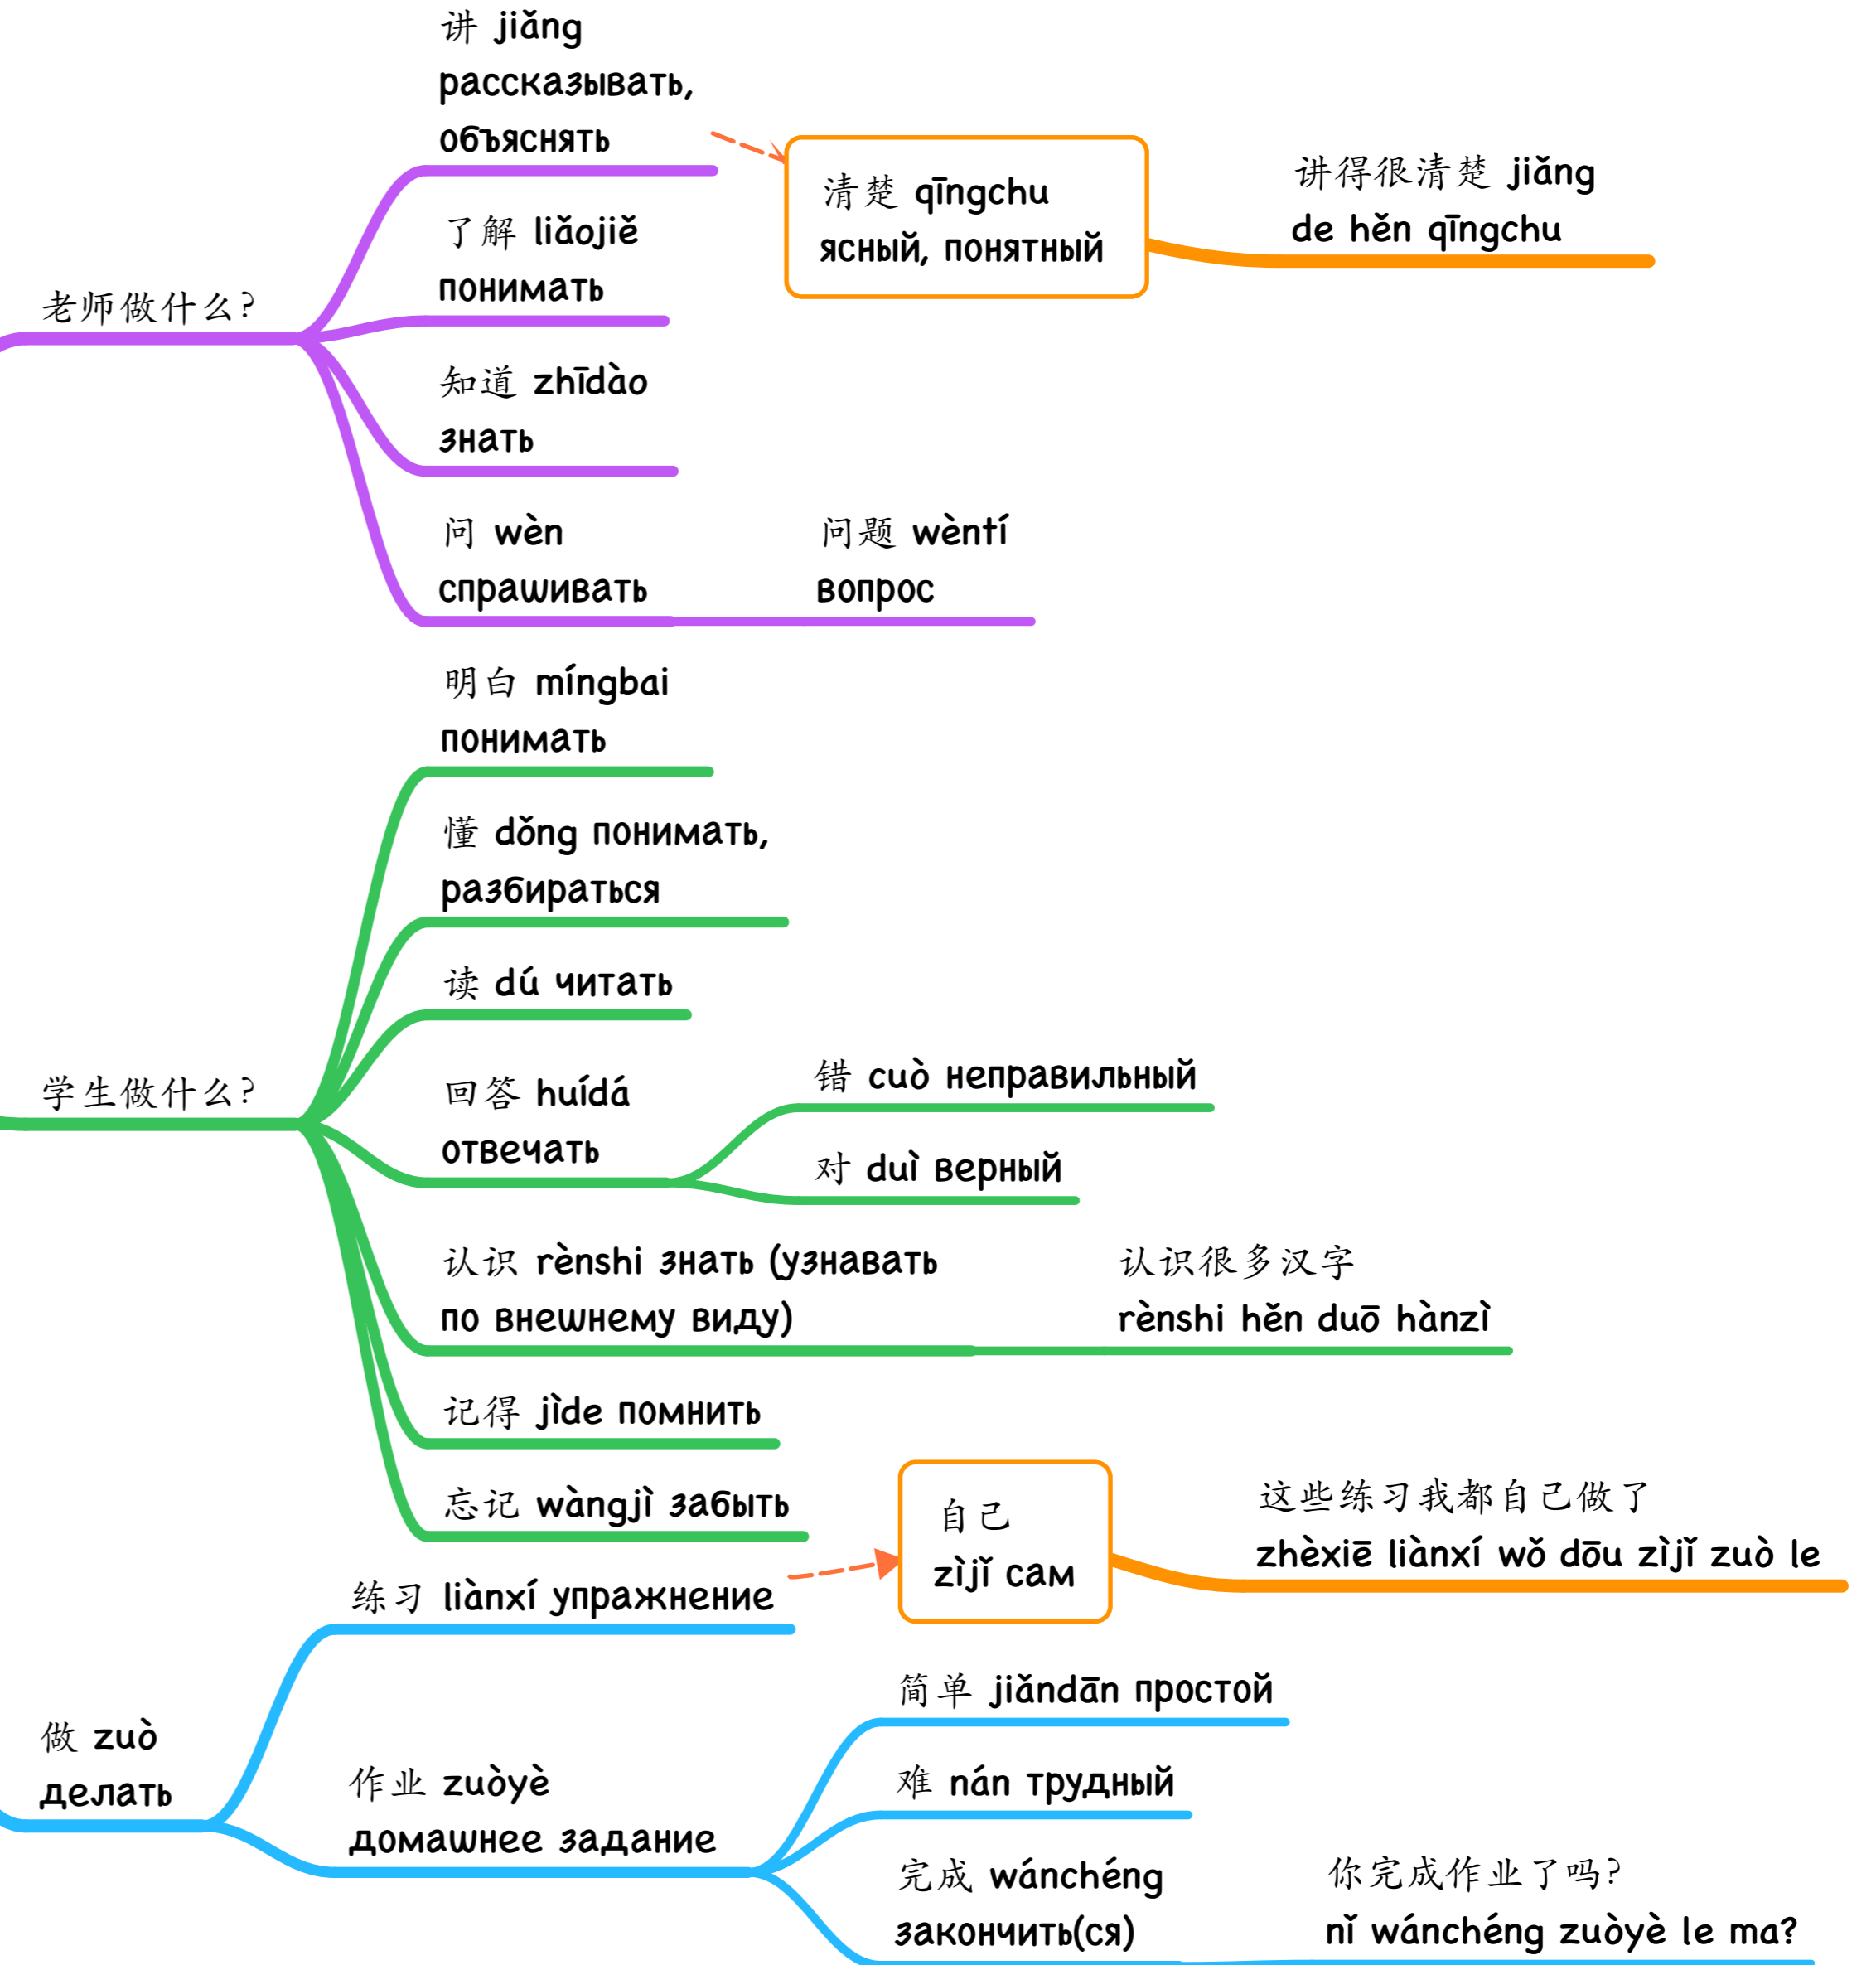 老师做什么?
讲 jiǎng
рассказывать,
объяснять
清楚 qīngchu
ясный, понятный
讲得很清楚 jiǎng
de hěn qīngchu
了解 liǎojiě
понимать
知道 zhīdào
знать
问 wèn
спрашивать
问题 wèntí
вопрос
学生做什么?
明白 míngbai
понимать
懂 dǒng понимать,
разбираться
读 dú читать
回答 huídá
отвечать
错 cuò неправильный
对 duì верный
认识 rènshi знать (узнавать
по внешнему виду)
认识很多汉字
rènshi hěn duō hànzì
记得 jìde помнить
忘记 wàngjì забыть
做 zuò
делать
练习 liànxí упражнение
自己
zìjǐ сам
这些练习我都自己做了
zhèxiē liànxí wǒ dōu zìjǐ zuò le
作业 zuòyè
домашнее задание
简单 jiǎndān простой
难 nán трудный
完成 wánchéng
закончить(ся)
你完成作业了吗?
nǐ wánchéng zuòyè le ma?